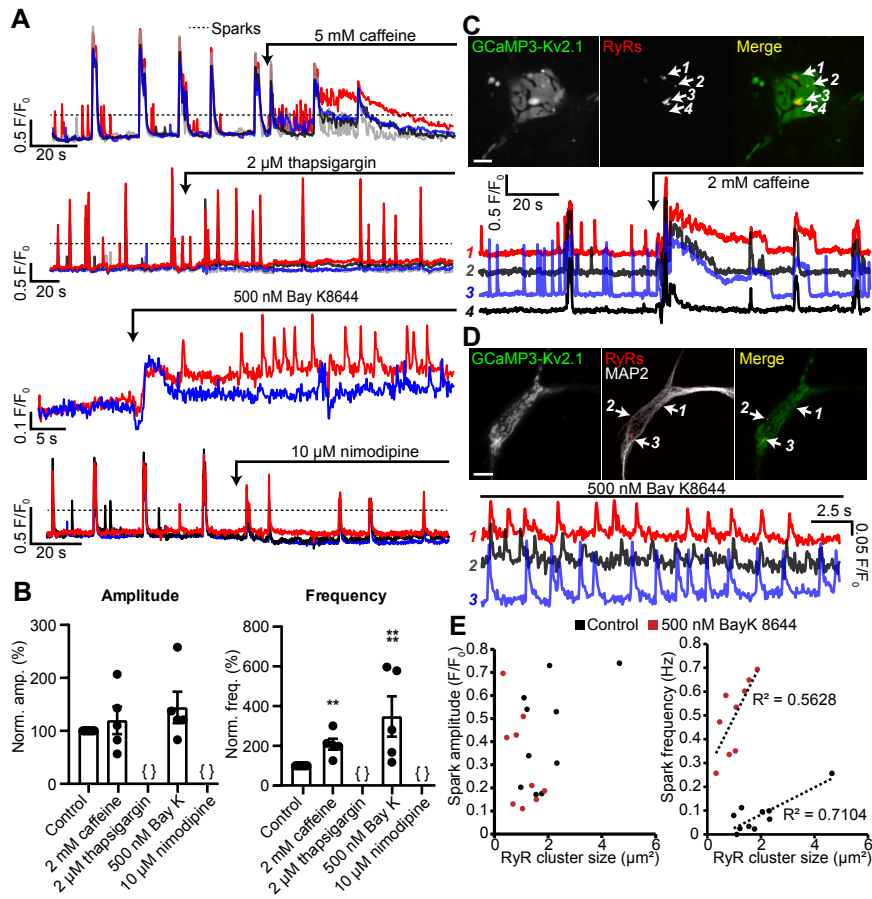 A
Sparks
5 mM caffeine
0.5 F/F₀
20 s
2 µM thapsigargin
0.5 F/F₀
20 s
500 nM Bay K8644
0.1 F/F₀
5 s
10 µM nimodipine
0.5 F/F₀
20 s
B
Amplitude
Norm. amp. (%)
300
200
100
0
{ }
{ }
Control
2 mM caffeine
2 µM thapsigargin
500 nM Bay K
10 µM nimodipine
Frequency
Norm. freq. (%)
800
600
400
200
0
**
{ }
**
**
{ }
Control
2 mM caffeine
2 µM thapsigargin
500 nM Bay K
10 µM nimodipine
C
GCaMP3-Kv2.1
RyRs
Merge
1
2
3
4
1
2
3
4
0.5 F/F₀
20 s
2 mM caffeine
1
2
3
4
D
GCaMP3-Kv2.1
RyRs
MAP2
Merge
2
1
3
2
1
3
500 nM Bay K8644
2.5 s
0.05 F/F₀
1
2
3
E
Control
500 nM BayK 8644
Spark amplitude (F/F₀)
0.8
0.7
0.6
0.5
0.4
0.3
0.2
0.1
0
0
2
4
6
RyR cluster size (µm²)
Spark frequency (Hz)
0.8
0.7
0.6
0.5
0.4
0.3
0.2
0.1
0
R² = 0.5628
R² = 0.7104
0
2
4
6
RyR cluster size (µm²)